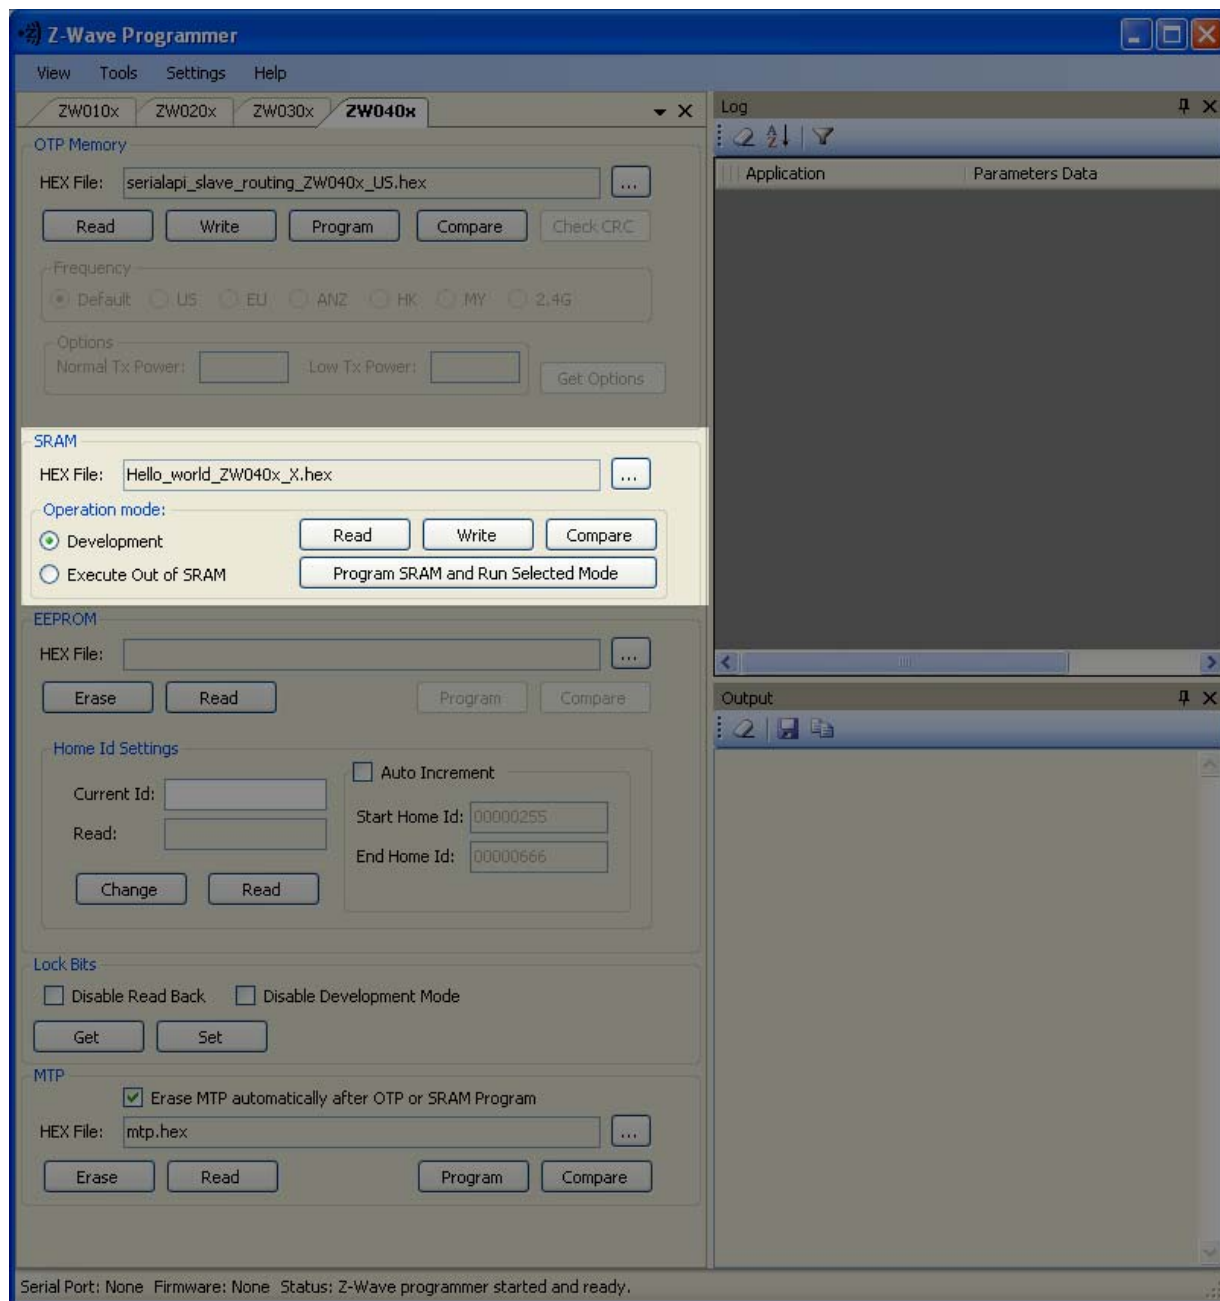 Z-Wave Programmer
View Tools Settings Help
ZW010x ZW020x ZW030x ZW040x
OTP Memory
HEX File: serialapi_slave_routing_ZW040x_US.hex ...
Read Write Program Compare Check CRC
Frequency
Default US EU ANZ HK MY 2.4G
Options
Normal Tx Power: Low Tx Power: Get Options
SRAM
HEX File: Hello_world_ZW040x_X.hex ...
Operation mode:
Development Read Write Compare
Execute Out of SRAM Program SRAM and Run Selected Mode
EEPROM
HEX File: ...
Erase Read Program Compare
Home Id Settings
Auto Increment
Current Id:
Start Home Id: 00000255
Read:
End Home Id: 00000666
Change Read
Lock Bits
Disable Read Back Disable Development Mode
Get Set
MTP
Erase MTP automatically after OTP or SRAM Program
HEX File: mtp.hex ...
Erase Read Program Compare
Log
Application Parameters Data
Output
Serial Port: None Firmware: None Status: Z-Wave programmer started and ready.